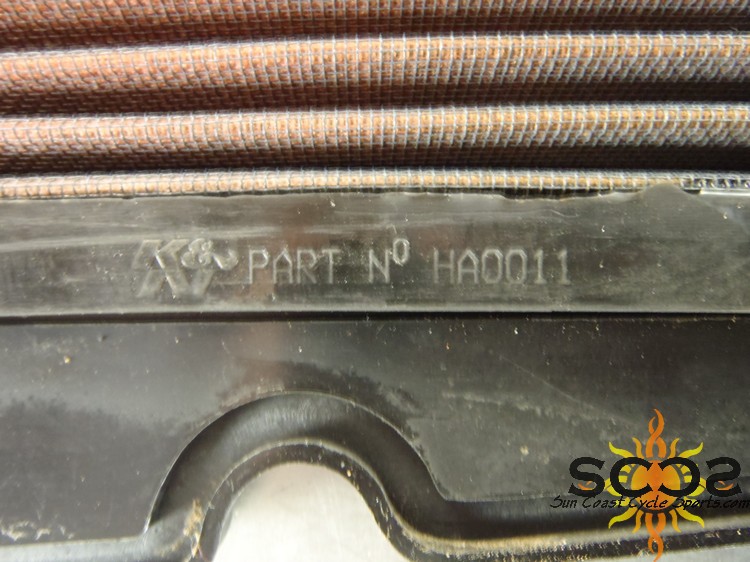 K&N PART Nº HA0011
SCCS
Sun Coast Cycle Sports.com